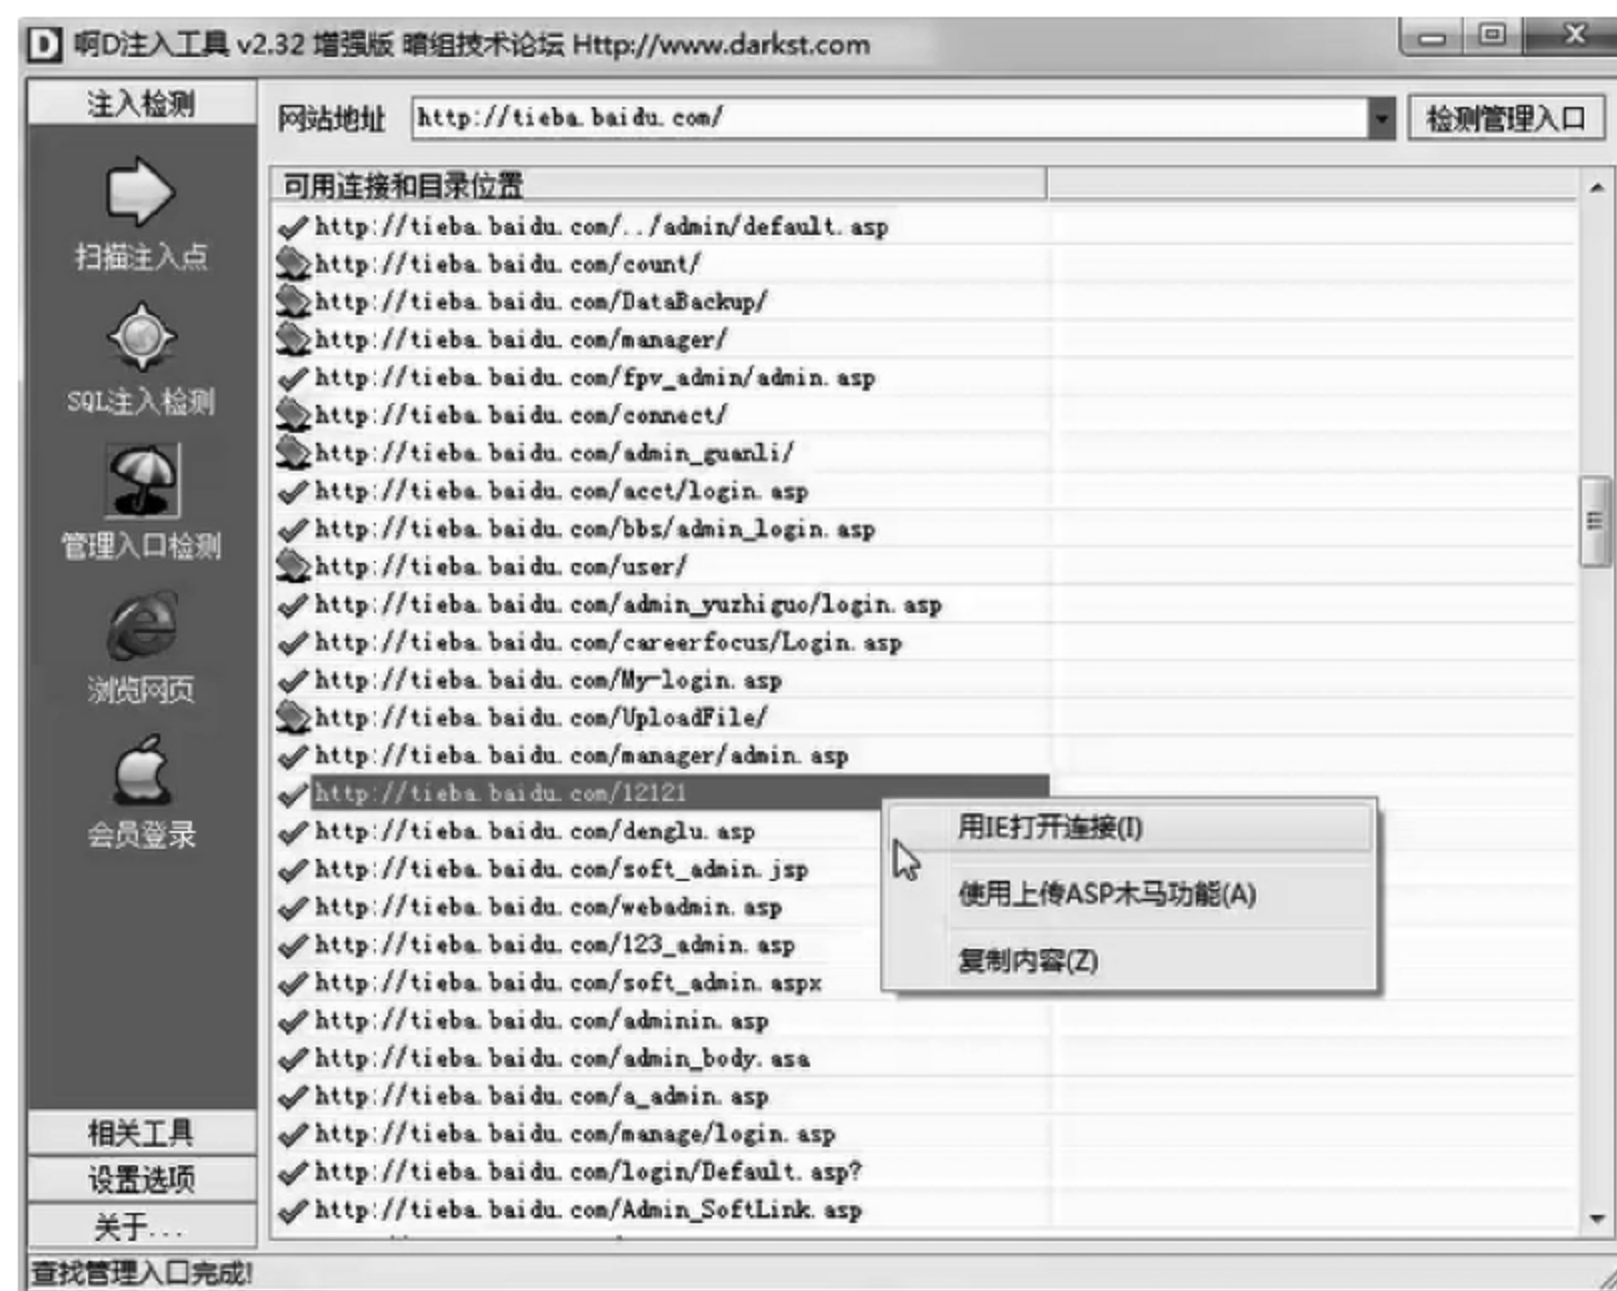 啊D注入工具 v2.32 增强版 暗组技术论坛 Http://www.darkst.com
注入检测
扫描注入点
SQL注入检测
管理入口检测
浏览网页
会员登录
相关工具
设置选项
关于...
网站地址 http://tieba.baidu.com/ 检测管理入口
可用连接和目录位置
http://tieba.baidu.com/../admin/default.asp
http://tieba.baidu.com/count/
http://tieba.baidu.com/DataBackup/
http://tieba.baidu.com/manager/
http://tieba.baidu.com/fpv_admin/admin.asp
http://tieba.baidu.com/connect/
http://tieba.baidu.com/admin_guanli/
http://tieba.baidu.com/acct/login.asp
http://tieba.baidu.com/bbs/admin_login.asp
http://tieba.baidu.com/user/
http://tieba.baidu.com/admin_yuzhiguo/login.asp
http://tieba.baidu.com/careerfocus/Login.asp
http://tieba.baidu.com/My-login.asp
http://tieba.baidu.com/UploadFile/
http://tieba.baidu.com/manager/admin.asp
http://tieba.baidu.com/12121
http://tieba.baidu.com/denglu.asp
http://tieba.baidu.com/soft_admin.jsp
http://tieba.baidu.com/webadmin.asp
http://tieba.baidu.com/123_admin.asp
http://tieba.baidu.com/soft_admin.aspx
http://tieba.baidu.com/adminin.asp
http://tieba.baidu.com/admin_body.asa
http://tieba.baidu.com/a_admin.asp
http://tieba.baidu.com/manage/login.asp
http://tieba.baidu.com/login/Default.asp?
http://tieba.baidu.com/Admin_SoftLink.asp
用IE打开连接(I)
使用上传ASP木马功能(A)
复制内容(Z)
查找管理入口完成!